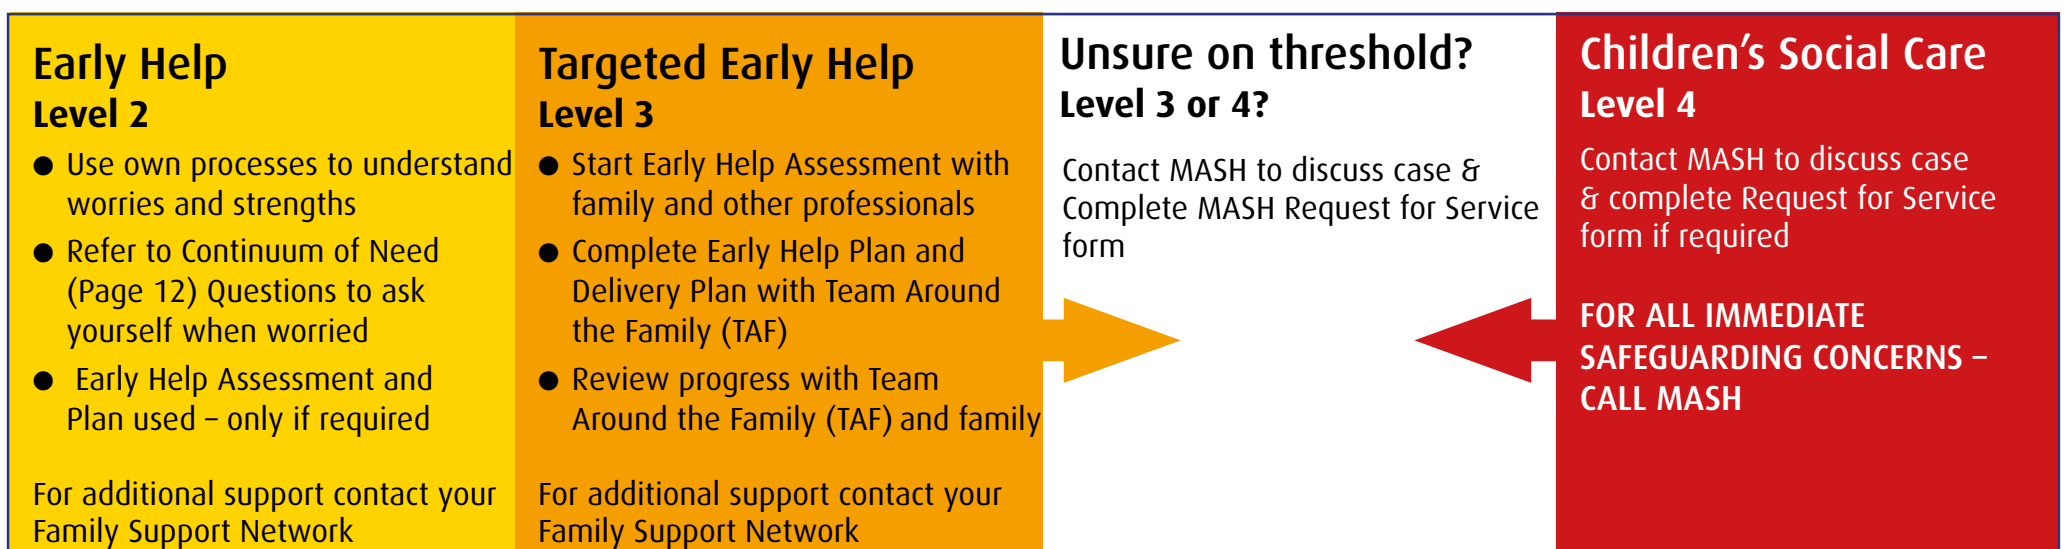 Early Help
Level 2
● Use own processes to understand
worries and strengths
● Refer to Continuum of Need
(Page 12) Questions to ask
yourself when worried
● Early Help Assessment and
Plan used – only if required
For additional support contact your
Family Support Network
Targeted Early Help
Level 3
● Start Early Help Assessment with
family and other professionals
● Complete Early Help Plan and
Delivery Plan with Team Around
the Family (TAF)
● Review progress with Team
Around the Family (TAF) and family
For additional support contact your
Family Support Network
Unsure on threshold?
Level 3 or 4?
Contact MASH to discuss case &
Complete MASH Request for Service
form
Children’s Social Care
Level 4
Contact MASH to discuss case
& complete Request for Service
form if required
FOR ALL IMMEDIATE
SAFEGUARDING CONCERNS –
CALL MASH